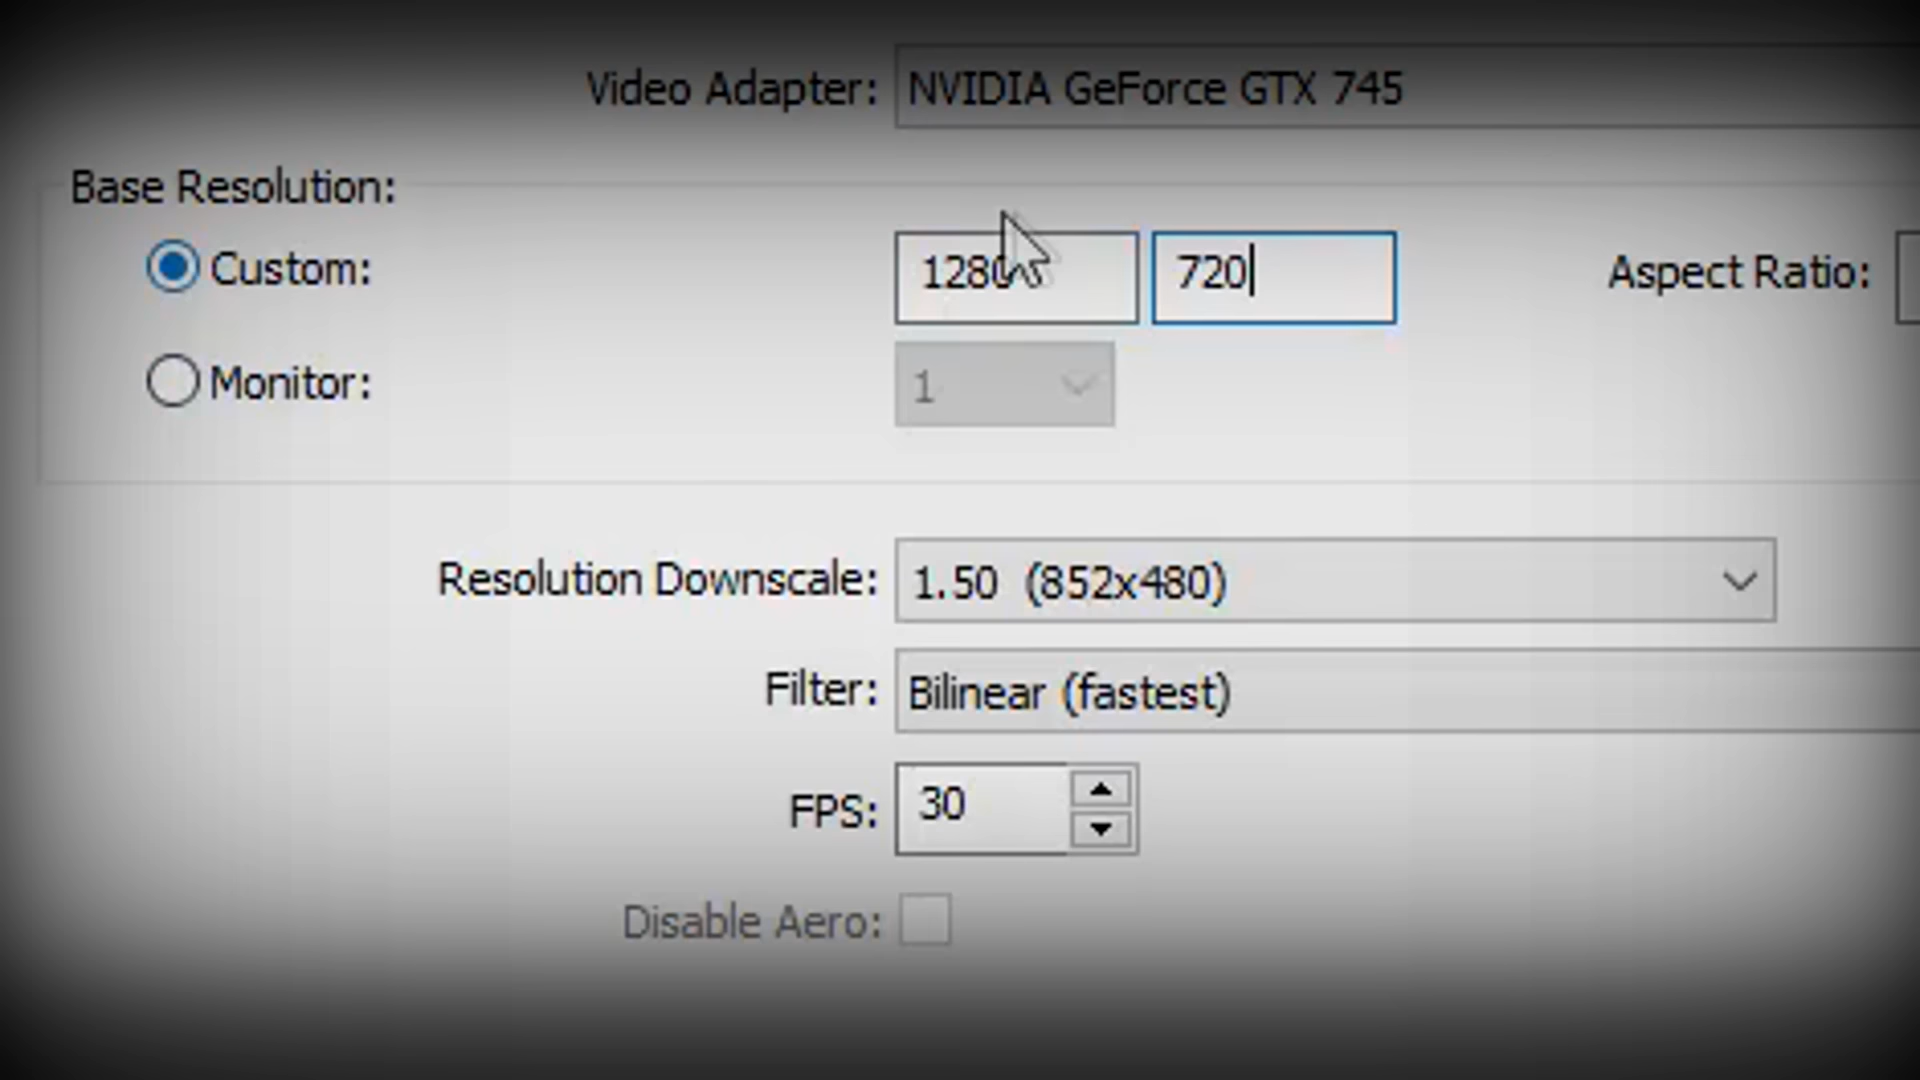 Video Adapter: NVIDIA GeForce GTX 745
Base Resolution:
Custom: 1280 720 Aspect Ratio:
Monitor: 1
Resolution Downscale: 1.50 (852x480)
Filter: Bilinear (fastest)
FPS: 30
Disable Aero: